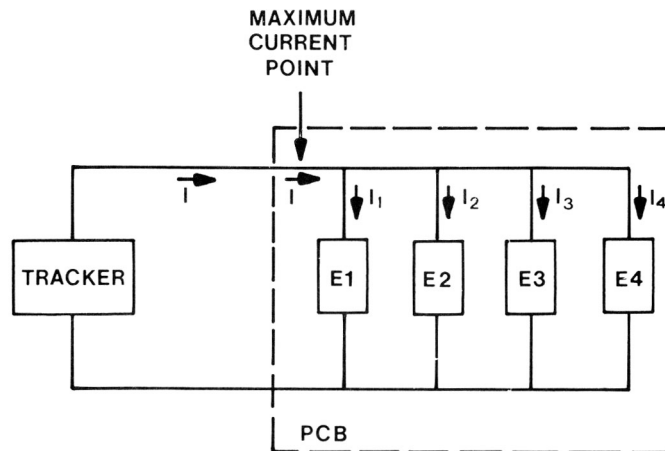 MAXIMUM
CURRENT
POINT
I
I
I₁
I₂
I₃
I₄
TRACKER
E1
E2
E3
E4
PCB